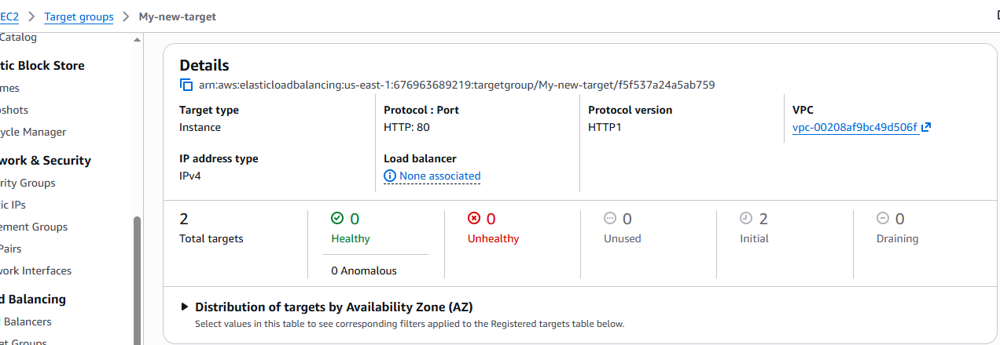 EC2 > Target groups > My-new-target
Catalog
tic Block Store
mes
pshots
ycle Manager
work & Security
rity Groups
tic IPs
ement Groups
Pairs
work Interfaces
d Balancing
Balancers
et Groups
Details
arn:aws:elasticloadbalancing:us-east-1:676963689219:targetgroup/My-new-target/f5f537a24a5ab759
Target type
Instance
Protocol : Port
HTTP: 80
Protocol version
HTTP1
VPC
vpc-00208af9bc49d506f
IP address type
IPv4
Load balancer
None associated
2
Total targets
0
Healthy
0 Anomalous
0
Unhealthy
0
Unused
2
Initial
0
Draining
Distribution of targets by Availability Zone (AZ)
Select values in this table to see corresponding filters applied to the Registered targets table below.